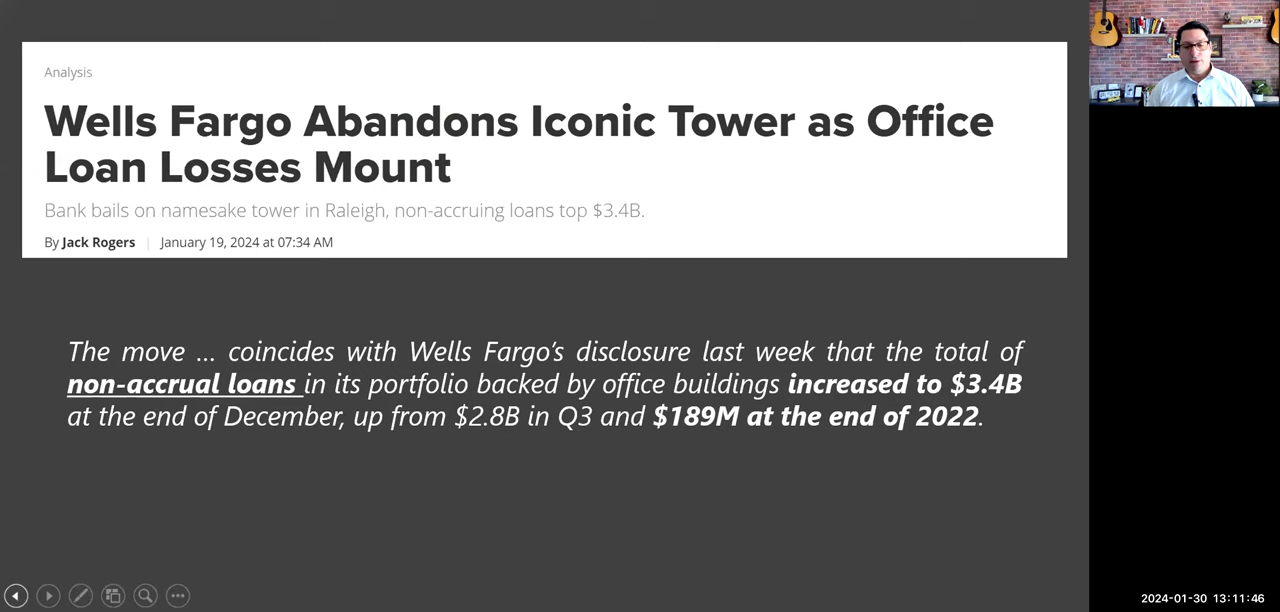 Analysis
Wells Fargo Abandons Iconic Tower as Office
Loan Losses Mount
Bank bails on namesake tower in Raleigh, non-accruing loans top $3.4B.
By Jack Rogers | January 19, 2024 at 07:34 AM
The move ... coincides with Wells Fargo's disclosure last week that the total of
non-accrual loans in its portfolio backed by office buildings increased to $3.4B
at the end of December, up from $2.8B in Q3 and $189M at the end of 2022.
2024-01-30 13:11:46